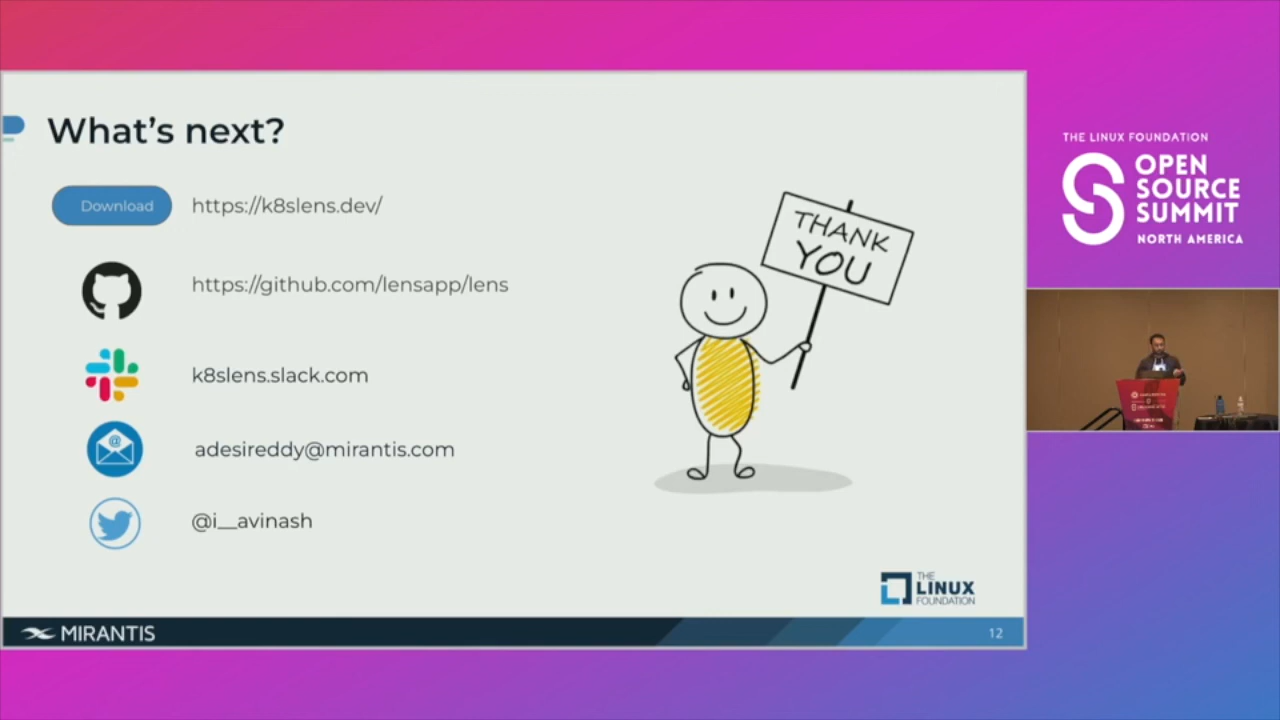 What's next?
Download
https://k8slens.dev/
https://github.com/lensapp/lens
k8slens.slack.com
adesireddy@mirantis.com
@i__avinash
THANK
YOU
THE
LINUX
FOUNDATION
MIRANTIS
12
THE LINUX FOUNDATION
OPEN
SOURCE
SUMMIT
NORTH AMERICA